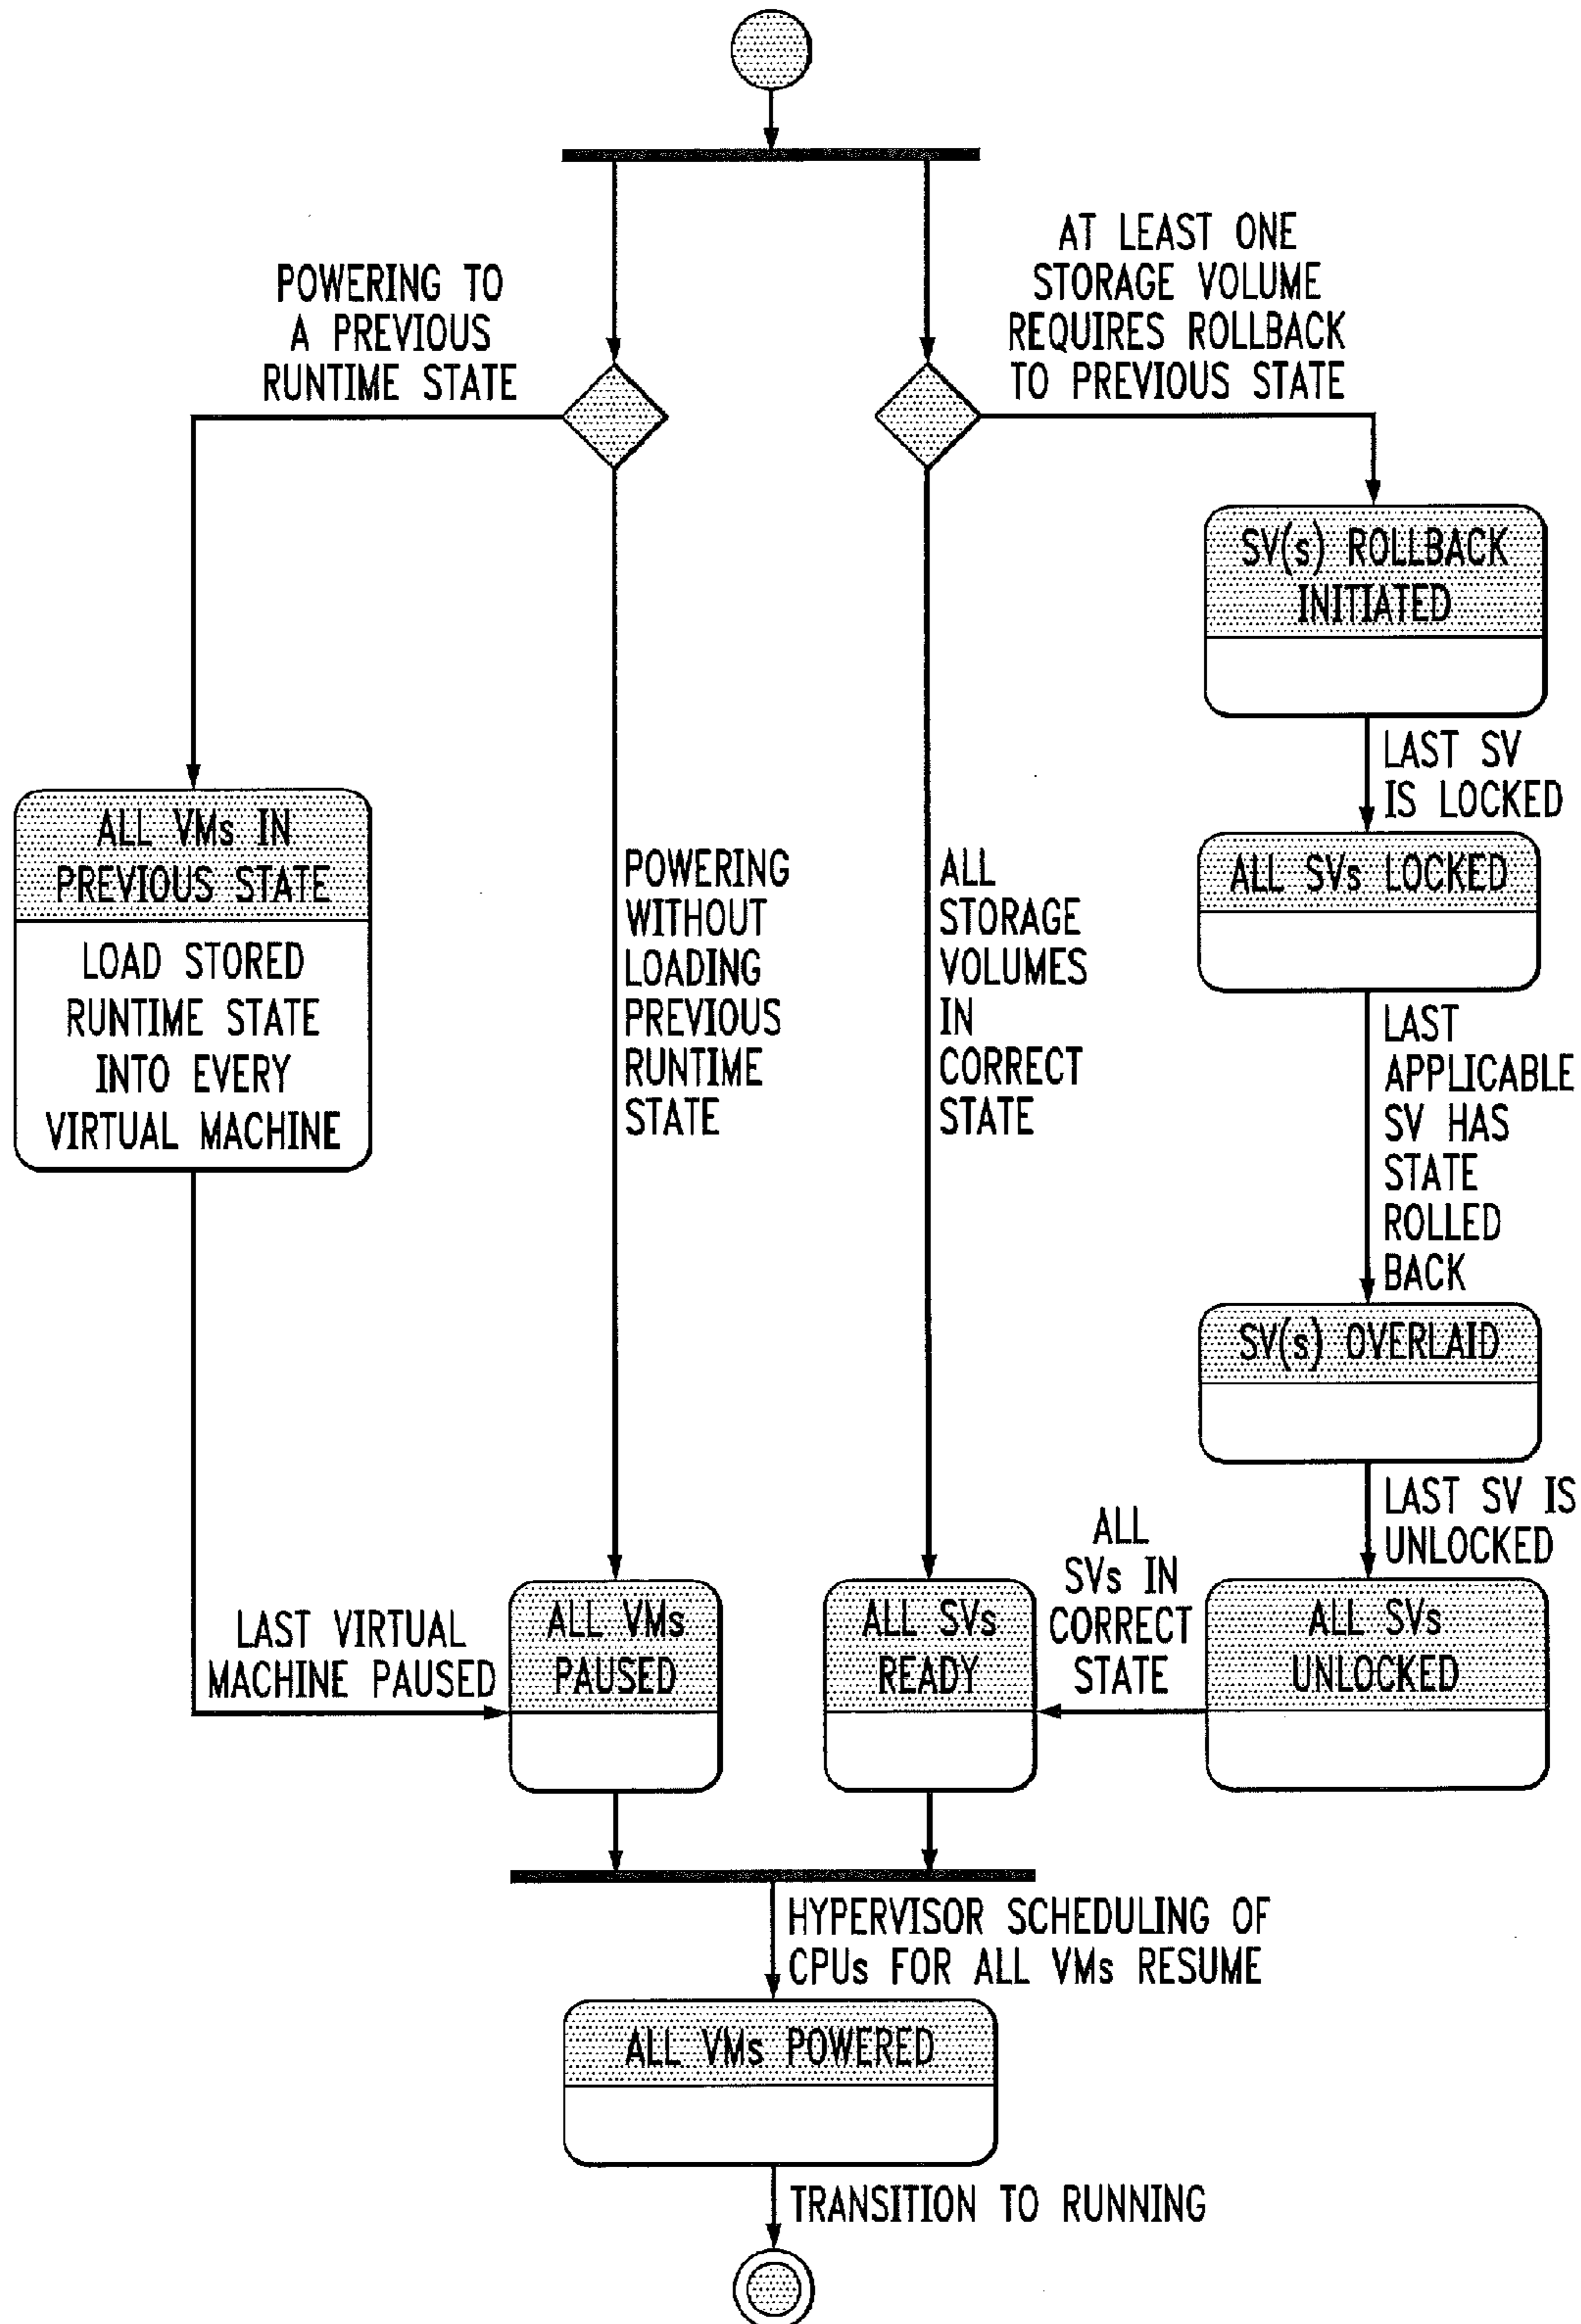 POWERING TO
A PREVIOUS
RUNTIME STATE
AT LEAST ONE
STORAGE VOLUME
REQUIRES ROLLBACK
TO PREVIOUS STATE
SV(s) ROLLBACK
INITIATED
LAST SV
IS LOCKED
ALL VMs IN
PREVIOUS STATE
LOAD STORED
RUNTIME STATE
INTO EVERY
VIRTUAL MACHINE
POWERING
WITHOUT
LOADING
PREVIOUS
RUNTIME
STATE
ALL
STORAGE
VOLUMES
IN
CORRECT
STATE
ALL SVs LOCKED
LAST
APPLICABLE
SV HAS
STATE
ROLLED
BACK
SV(s) OVERLAID
LAST SV IS
UNLOCKED
LAST VIRTUAL
MACHINE PAUSED
ALL VMs
PAUSED
ALL SVs
READY
ALL
SVs IN
CORRECT
STATE
ALL SVs
UNLOCKED
HYPERVISOR SCHEDULING OF
CPUs FOR ALL VMs RESUME
ALL VMs POWERED
TRANSITION TO RUNNING